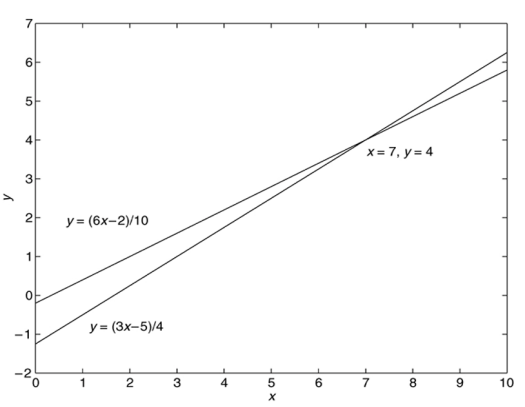 7
6
5
4
x = 7, y = 4
3
y
2
y = (6x−2)/10
1
0
y = (3x−5)/4
−1
−2
0 1 2 3 4 5 6 7 8 9 10
x